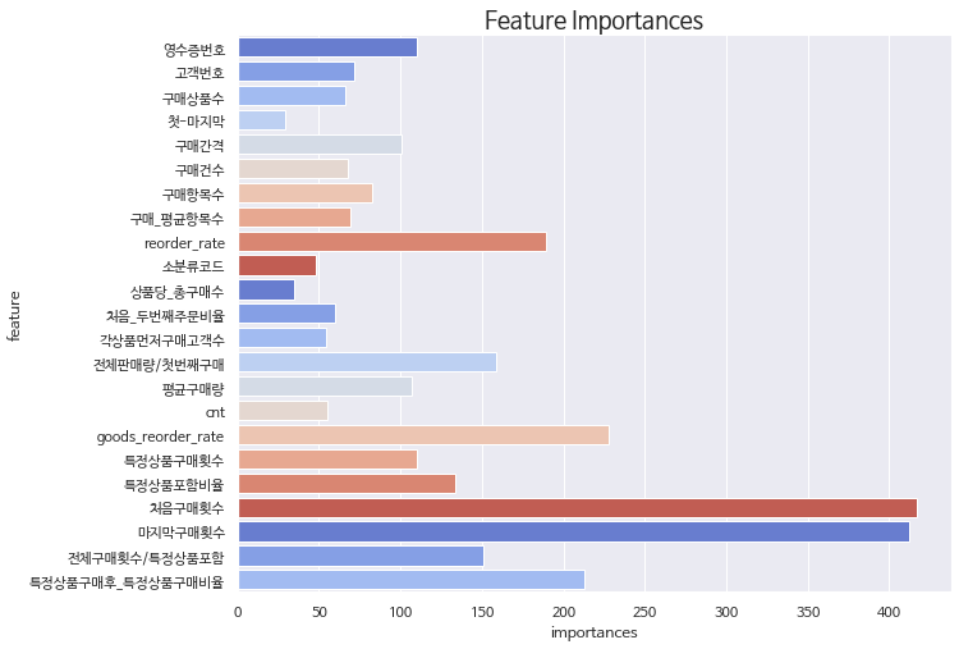 Feature Importances
영수증번호
고객번호
구매상품수
첫-마지막
구매간격
구매건수
구매항목수
구매_평균항목수
reorder_rate
소분류코드
상품당_총구매수
처음_두번째주문비율
각상품먼저구매고객수
전체판매량/첫번째구매
평균구매량
cnt
goods_reorder_rate
특정상품구매횟수
특정상품포함비율
처음구매횟수
마지막구매횟수
전체구매횟수/특정상품포함
특정상품구매후_특정상품구매비율
feature
0 50 100 150 200 250 300 350 400
importances